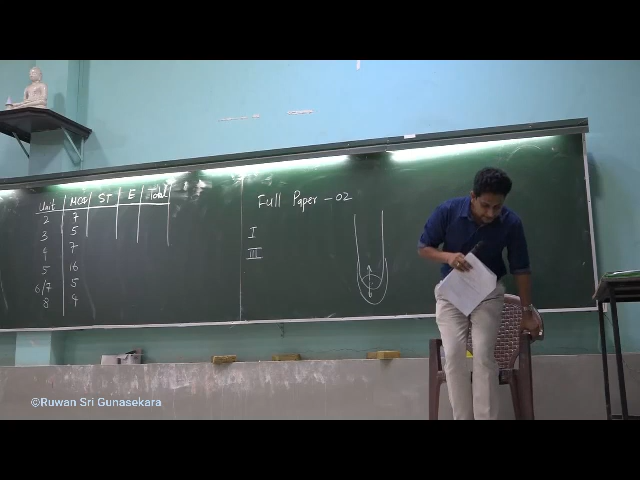 Unit MCQ ST E Total
2 7
3 5
4 7
5 16
6/7 5
8 4
Full Paper - 02
I
III
©Ruwan Sri Gunasekara